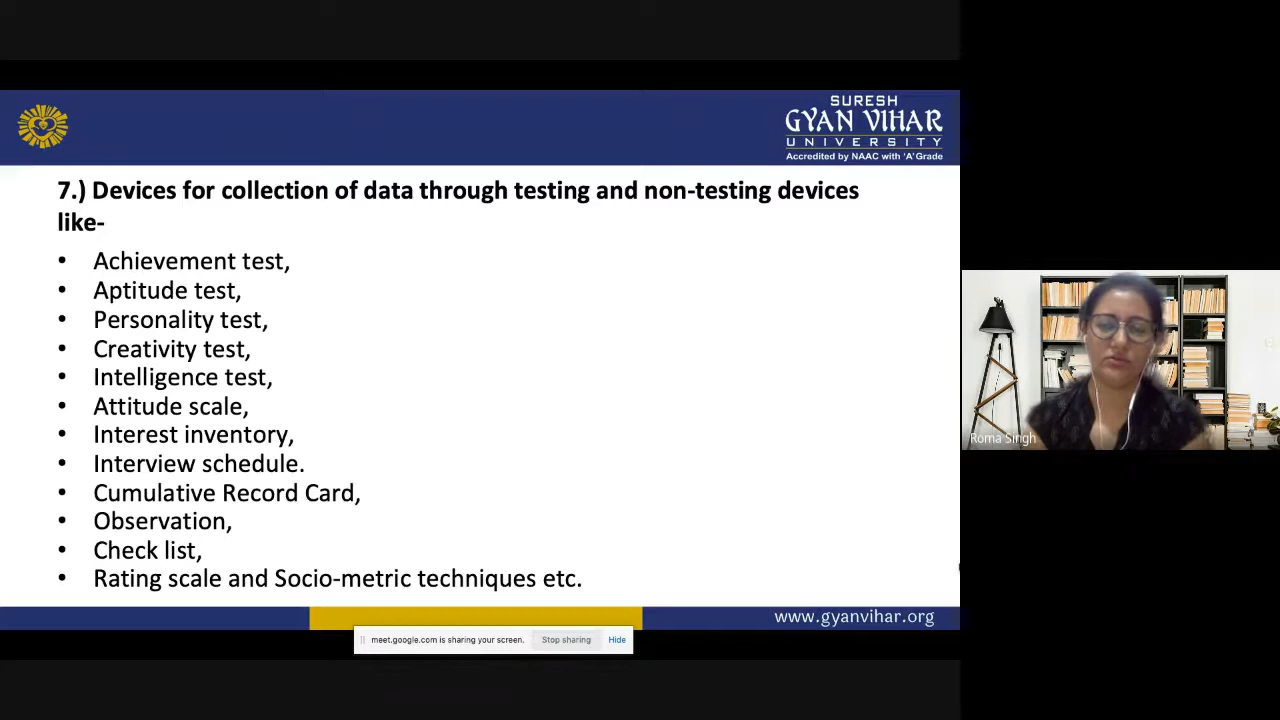 SURESH
GYAN VIHAR
UNIVERSITY
Accredited by NAAC with 'A' Grade
7.) Devices for collection of data through testing and non-testing devices
like-
• Achievement test,
• Aptitude test,
• Personality test,
• Creativity test,
• Intelligence test,
• Attitude scale,
• Interest inventory,
• Interview schedule.
• Cumulative Record Card,
• Observation,
• Check list,
• Rating scale and Socio-metric techniques etc.
www.gyanvihar.org
meet.google.com is sharing your screen. Stop sharing Hide
Roma Singh